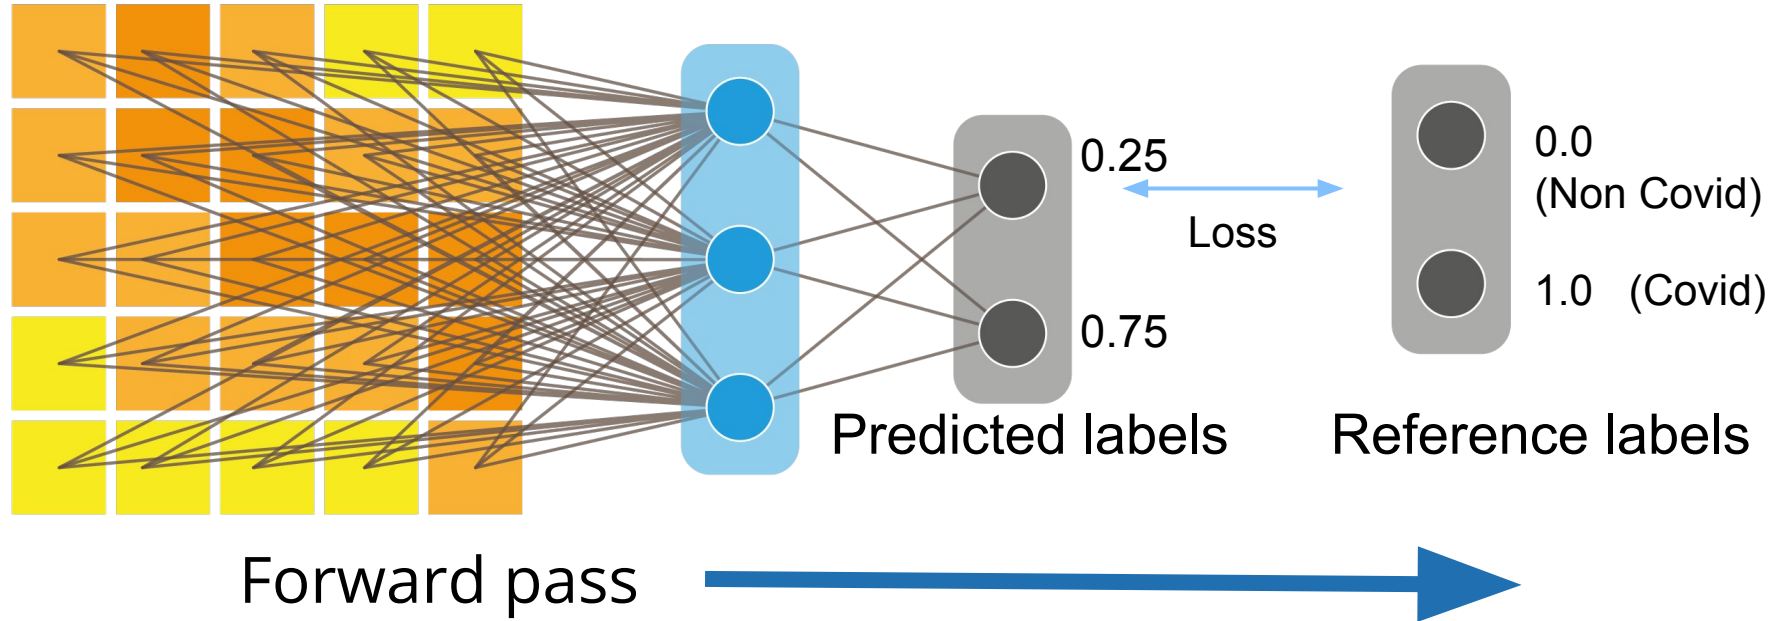 0.25
0.75
Predicted labels
Loss
0.0
(Non Covid)
1.0 (Covid)
Reference labels
Forward pass